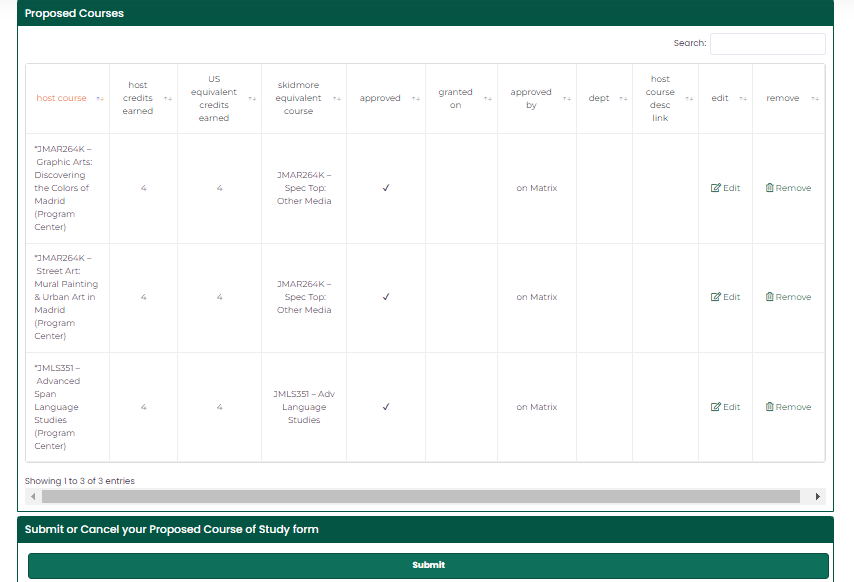 Proposed Courses
Search:
host course
host
credits
earned
US
equivalent
credits
earned
skidmore
equivalent
course
approved
granted
on
approved
by
dept
host
course
desc
link
edit
remove
*JMAR264K –
Graphic Arts:
Discovering
the Colors of
Madrid
(Program
Center)
4
4
JMAR264K –
Spec Top:
Other Media
✓
on Matrix
Edit
Remove
*JMAR264K –
Street Art:
Mural Painting
& Urban Art in
Madrid
(Program
Center)
4
4
JMAR264K –
Spec Top:
Other Media
✓
on Matrix
Edit
Remove
*JMLS351 –
Advanced
Span
Language
Studies
(Program
Center)
4
4
JMLS351 – Adv
Language
Studies
✓
on Matrix
Edit
Remove
Showing 1 to 3 of 3 entries
Submit or Cancel your Proposed Course of Study form
Submit